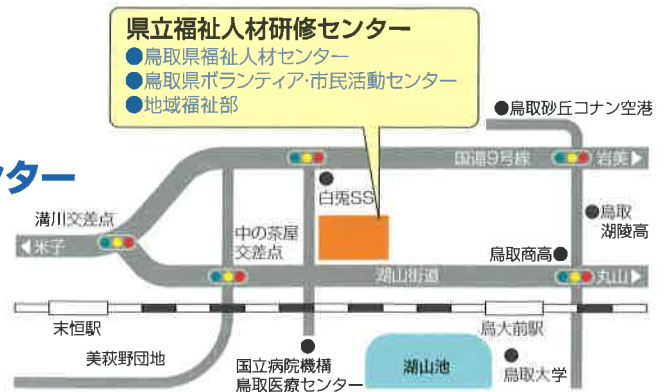 県立福祉人材研修センター
●鳥取県福祉人材センター
●鳥取県ボランティア・市民活動センター
●地域福祉部
●鳥取砂丘コナン空港
国道9号線
岩美▶
ンター
白兎SS
溝川交差点
◀米子
中の茶屋
交差点
鳥取
湖陵高
鳥取商高●
湖山街道
丸山▶
末恒駅
鳥大前駅
美萩野団地
国立病院機構
鳥取医療センター
湖山池
鳥取大学